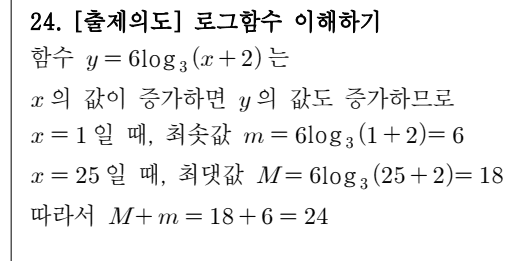 24. [출제의도] 로그함수 이해하기
함수 y = 6log₃(x+2)는
x의 값이 증가하면 y의 값도 증가하므로
x = 1일 때, 최솟값 m = 6log₃(1+2) = 6
x = 25일 때, 최댓값 M = 6log₃(25+2) = 18
따라서 M+m = 18+6 = 24